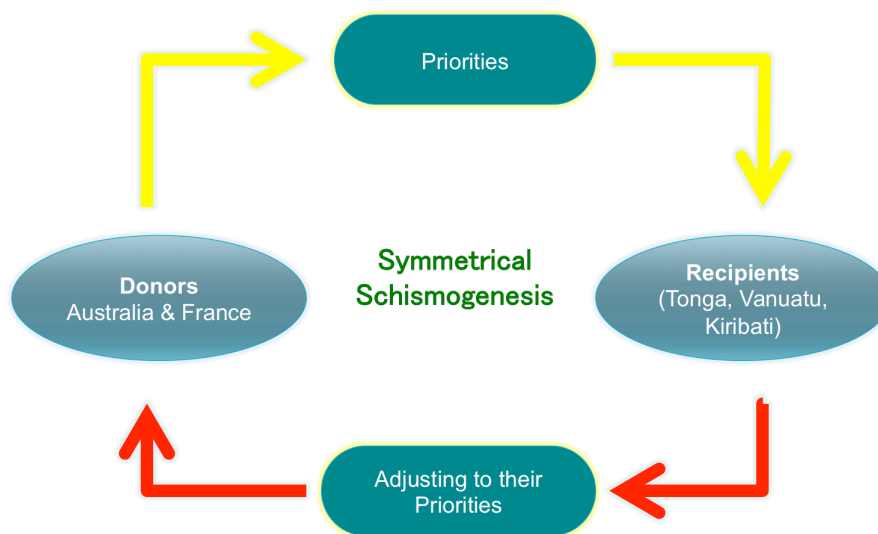 Priorities
Donors
Australia & France
Symmetrical
Schismogenesis
Recipients
(Tonga, Vanuatu,
Kiribati)
Adjusting to their
Priorities